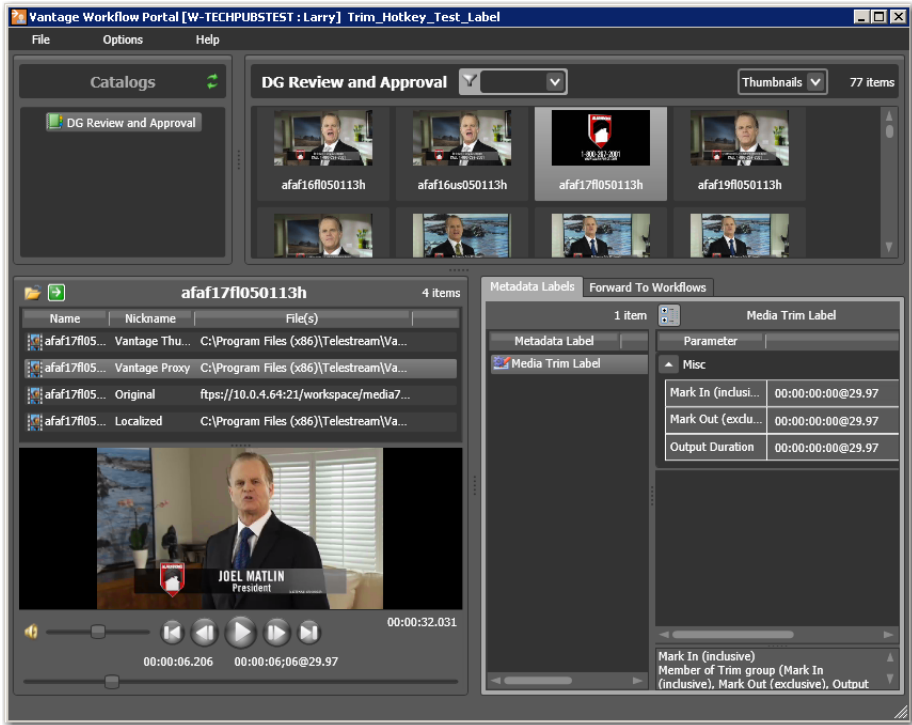 Vantage Workflow Portal [W-TECHPUBSTEST : Larry] Trim_Hotkey_Test_Label
File Options Help
Catalogs
DG Review and Approval
DG Review and Approval
Thumbnails
77 items
afaf16fl050113h
afaf16us050113h
1-800-207-2001
afaf17fl050113h
afaf19fl050113h
afaf17fl050113h
4 items
Name Nickname File(s)
afaf17fl05... Vantage Thu... C:\Program Files (x86)\Telestream\Va...
afaf17fl05... Vantage Proxy C:\Program Files (x86)\Telestream\Va...
afaf17fl05... Original ftps://10.0.4.64:21/workspace/media7...
afaf17fl05... Localized C:\Program Files (x86)\Telestream\Va...
JOEL MATLIN
President
00:00:32.031
00:00:06.206 00:00:06;06@29.97
Metadata Labels Forward To Workflows
1 item
Metadata Label
Media Trim Label
Media Trim Label
Parameter
Misc
Mark In (inclusi... 00:00:00:00@29.97
Mark Out (exclu... 00:00:00:00@29.97
Output Duration 00:00:00:00@29.97
Mark In (inclusive)
Member of Trim group (Mark In
(inclusive), Mark Out (exclusive), Output